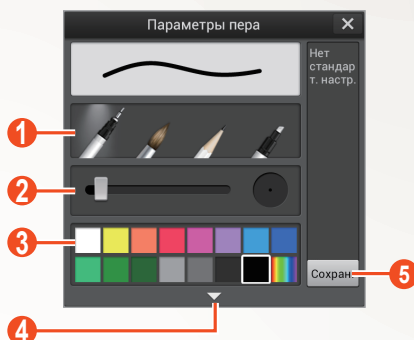 Параметры пера
Нет
стандар
т. настр.
1
2
3
Сохран.
5
4